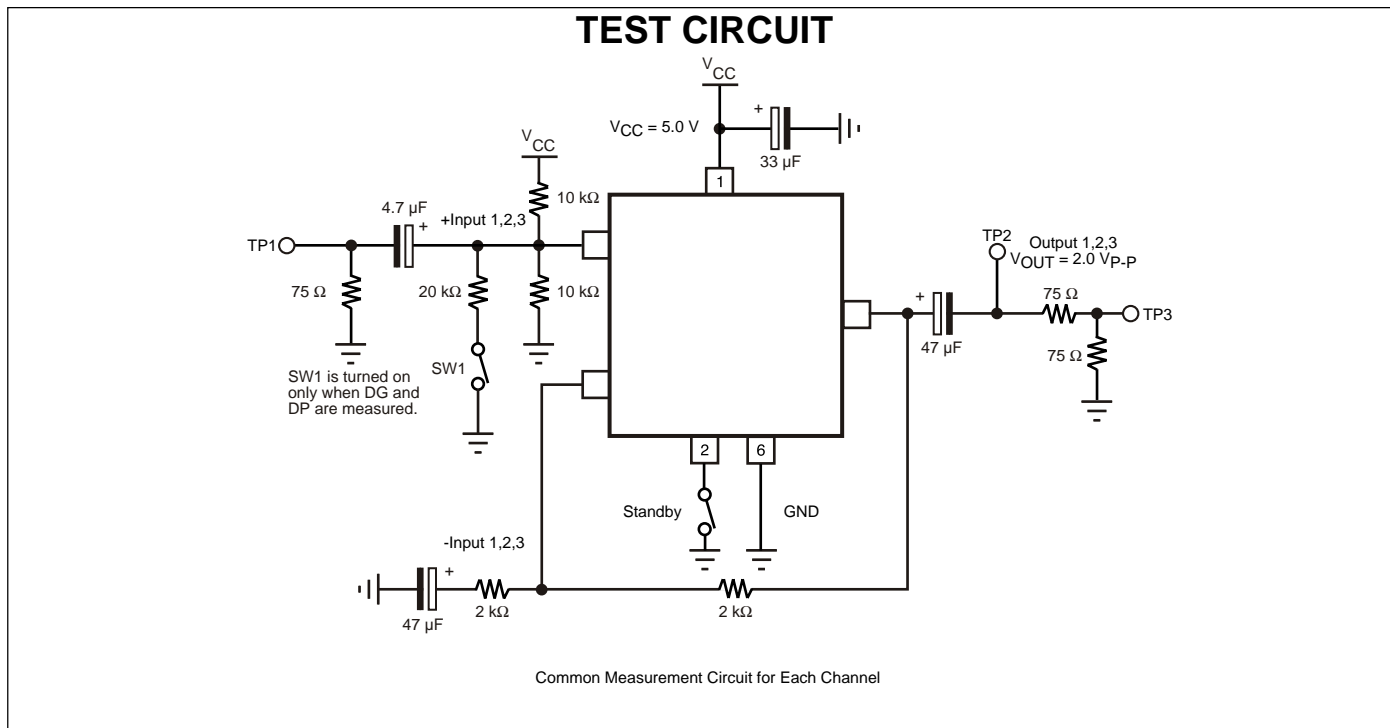 TEST CIRCUIT
VCC
VCC = 5.0 V
+
33 µF
VCC
1
10 kΩ
4.7 µF
+
+Input 1,2,3
TP1
75 Ω
20 kΩ
10 kΩ
TP2
Output 1,2,3
VOUT = 2.0 VP-P
+
47 µF
75 Ω
TP3
75 Ω
SW1
SW1 is turned on
only when DG and
DP are measured.
2
6
Standby
GND
-Input 1,2,3
+
47 µF
2 kΩ
2 kΩ
Common Measurement Circuit for Each Channel